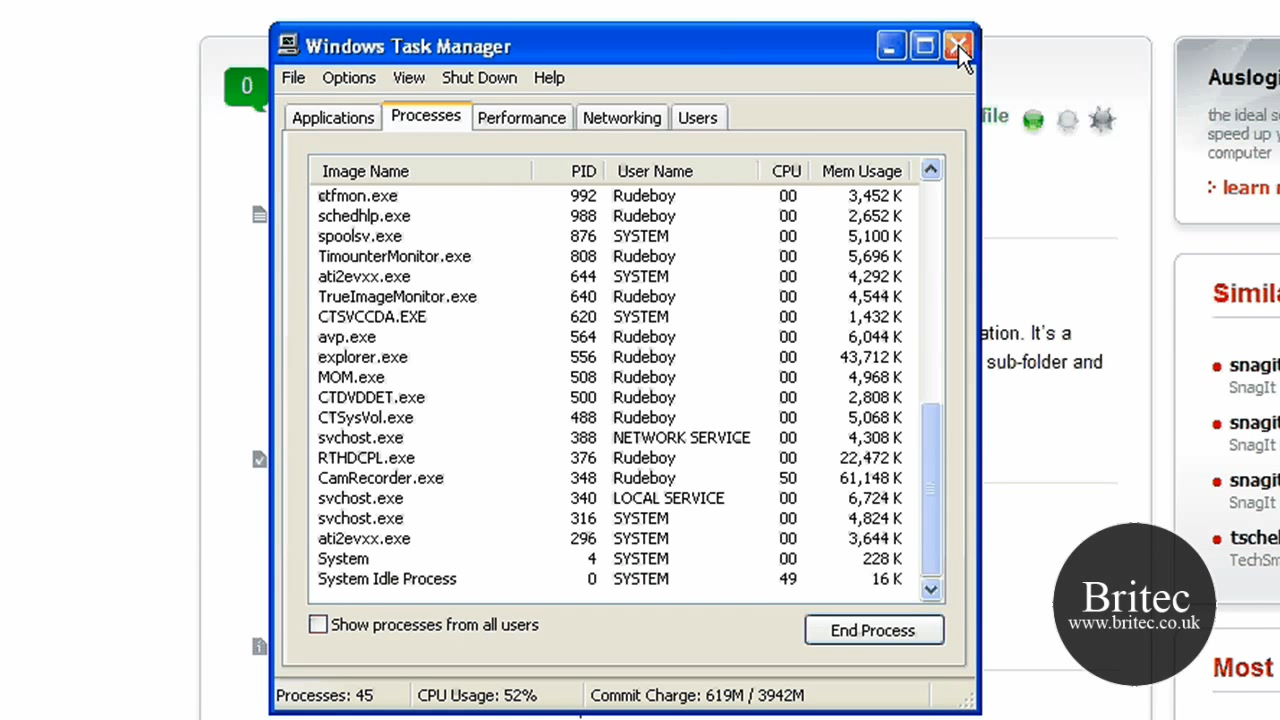 Windows Task Manager
File Options View Shut Down Help
Applications Processes Performance Networking Users
Image Name PID User Name CPU Mem Usage
ctfmon.exe 992 Rudeboy 00 3,452 K
schedhlp.exe 988 Rudeboy 00 2,652 K
spoolsv.exe 876 SYSTEM 00 5,100 K
TimounterMonitor.exe 808 Rudeboy 00 5,696 K
ati2evxx.exe 644 SYSTEM 00 4,292 K
TrueImageMonitor.exe 640 Rudeboy 00 4,544 K
CTSVCCDA.EXE 620 SYSTEM 00 1,432 K
avp.exe 564 Rudeboy 00 6,044 K
explorer.exe 556 Rudeboy 00 43,712 K
MOM.exe 508 Rudeboy 00 4,968 K
CTDVDDET.exe 500 Rudeboy 00 2,808 K
CTSysVol.exe 488 Rudeboy 00 5,068 K
svchost.exe 388 NETWORK SERVICE 00 4,308 K
RTHDCPL.exe 376 Rudeboy 00 22,472 K
CamRecorder.exe 348 Rudeboy 50 61,148 K
svchost.exe 340 LOCAL SERVICE 00 6,724 K
svchost.exe 316 SYSTEM 00 4,824 K
ati2evxx.exe 296 SYSTEM 00 3,644 K
System 4 SYSTEM 00 228 K
System Idle Process 0 SYSTEM 49 16 K
Show processes from all users
End Process
Processes: 45 CPU Usage: 52% Commit Charge: 619M / 3942M
0
file
ation. It's a
sub-folder and
Auslogi
the ideal s
speed up y
computer
learn
Simila
snagit
SnagIt
snagit
SnagIt
snagit
SnagIt
tsche
TechSm
Most
Britec
www.britec.co.uk